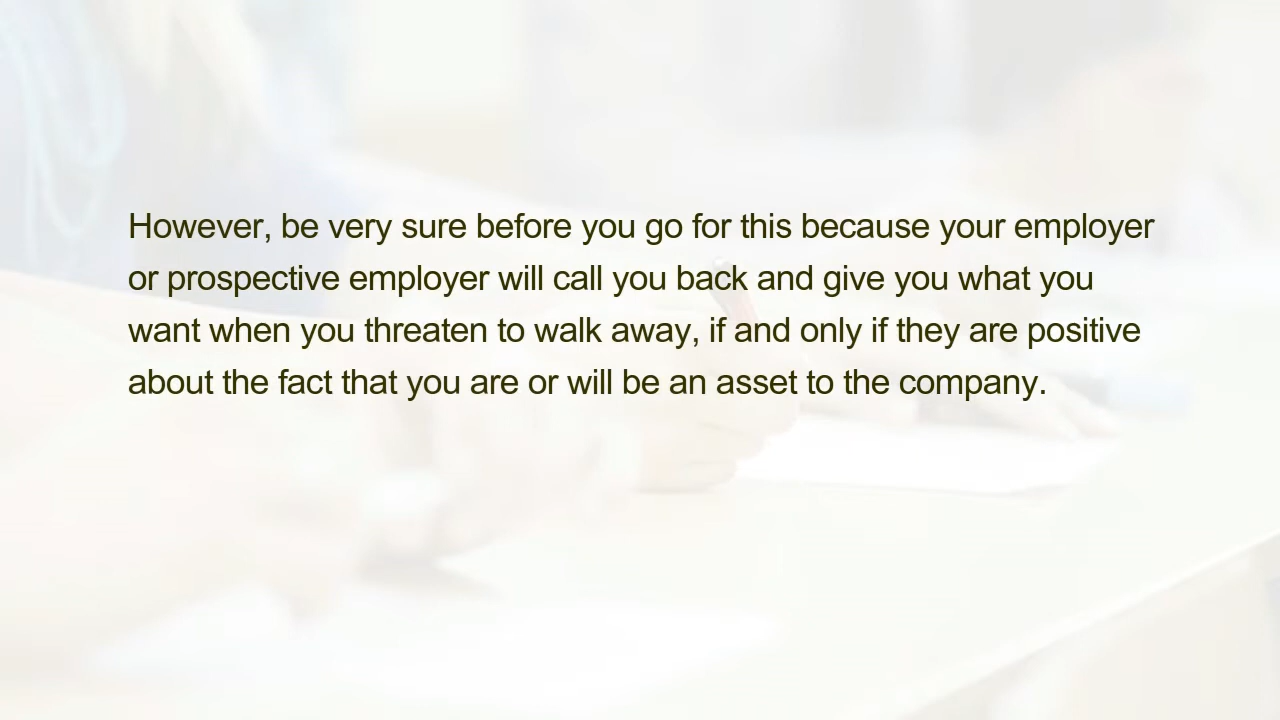 However, be very sure before you go for this because your employer
or prospective employer will call you back and give you what you
want when you threaten to walk away, if and only if they are positive
about the fact that you are or will be an asset to the company.